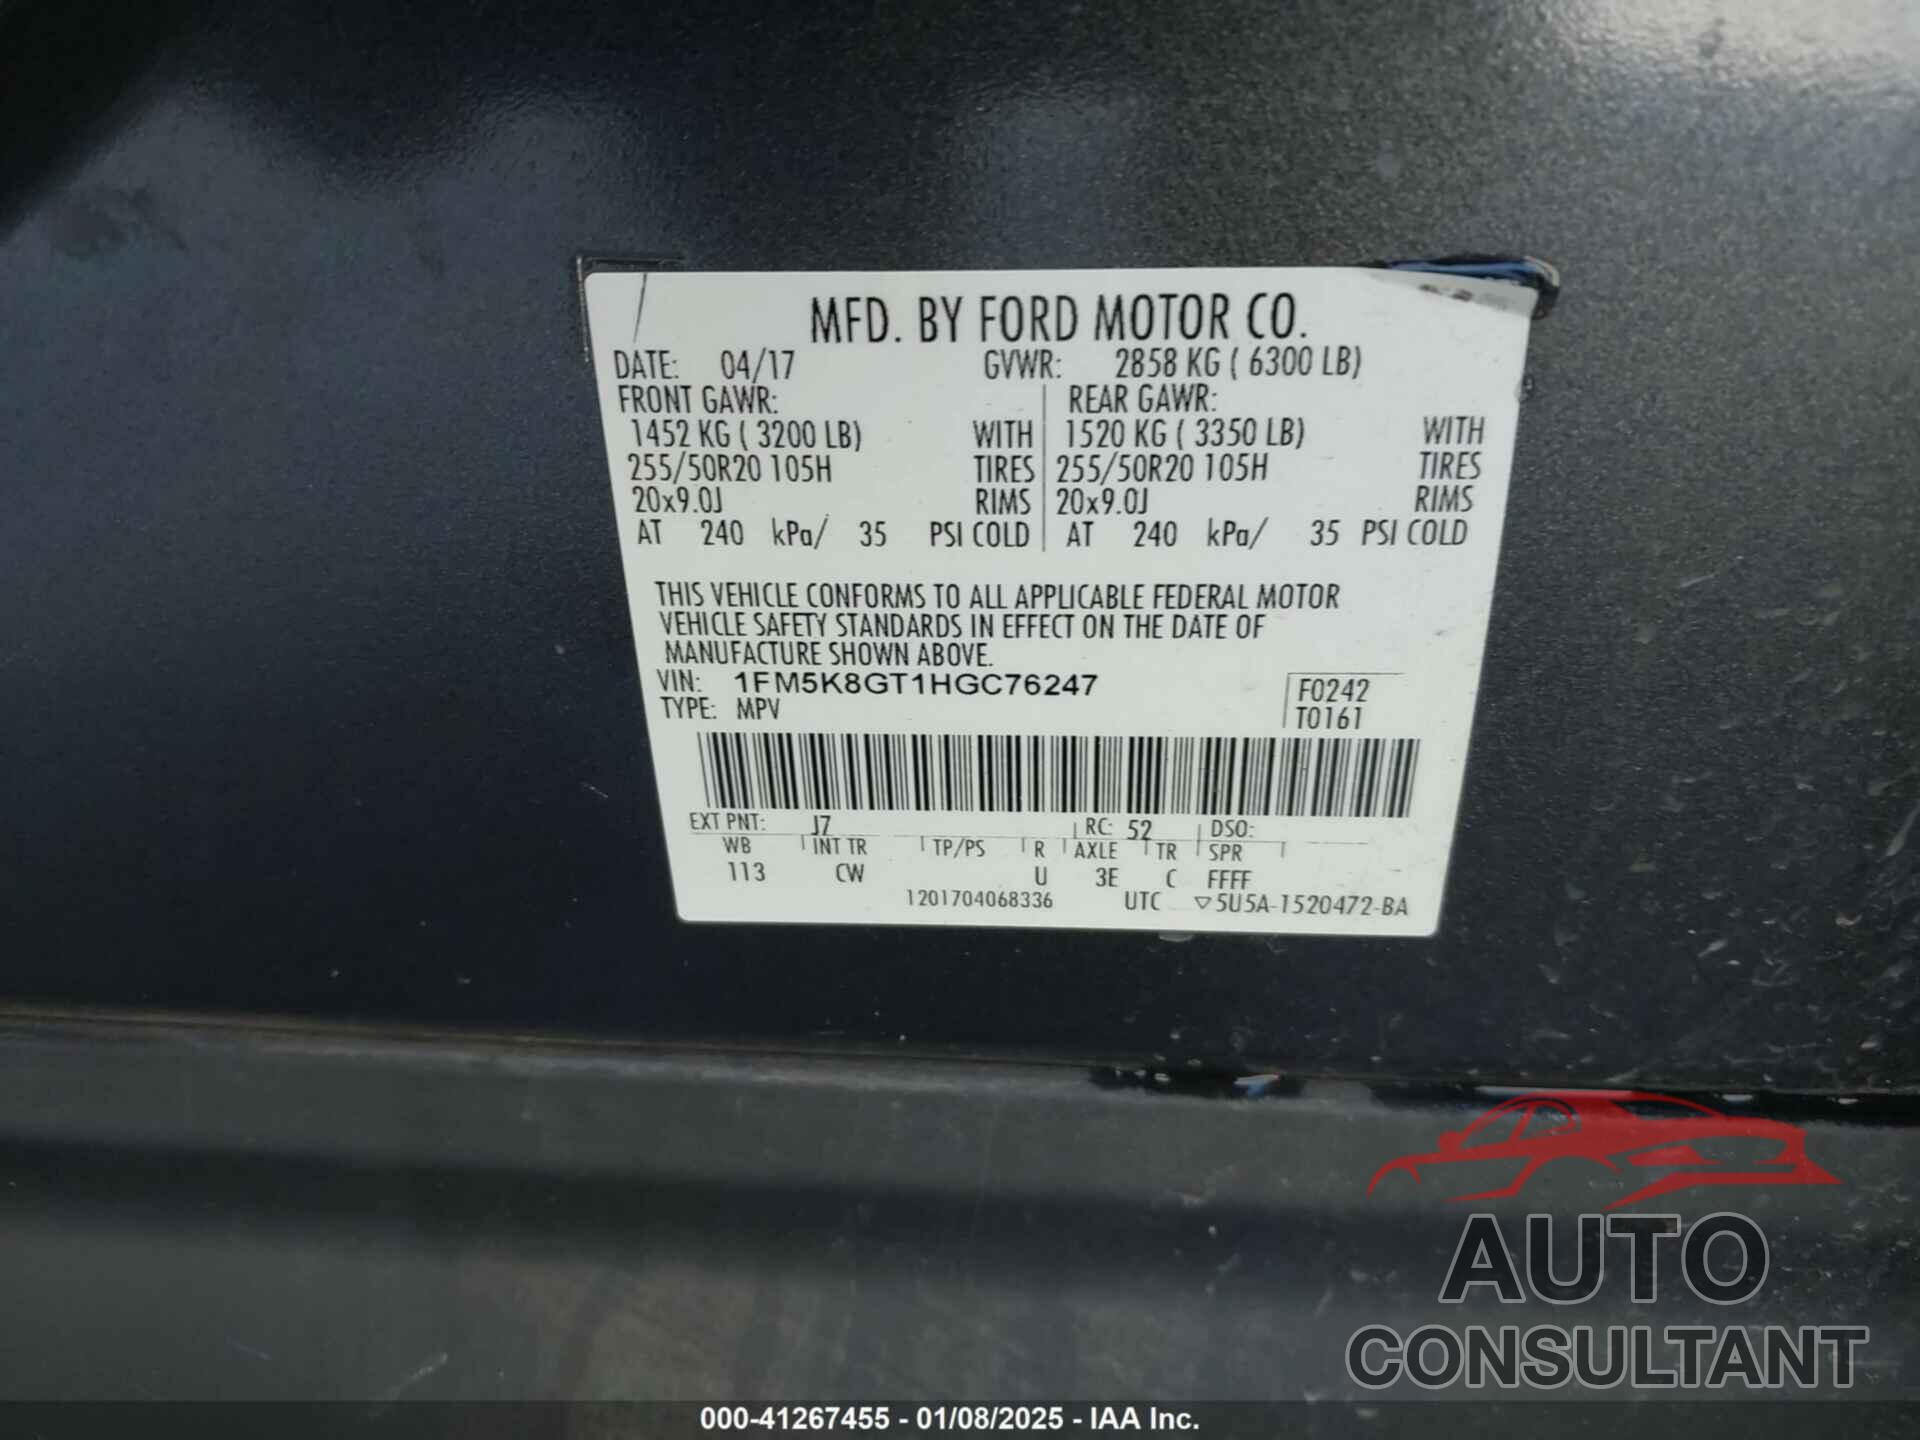 MFD. BY FORD MOTOR CO.
DATE: 04/17 GVWR: 2858 KG ( 6300 LB)
FRONT GAWR: REAR GAWR:
1452 KG ( 3200 LB) WITH 1520 KG ( 3350 LB) WITH
255/50R20 105H TIRES 255/50R20 105H TIRES
20x9.0J RIMS 20x9.0J RIMS
AT 240 kPa/ 35 PSI COLD AT 240 kPa/ 35 PSI COLD
THIS VEHICLE CONFORMS TO ALL APPLICABLE FEDERAL MOTOR
VEHICLE SAFETY STANDARDS IN EFFECT ON THE DATE OF
MANUFACTURE SHOWN ABOVE.
VIN: 1FM5K8GT1HGC76247 F0242
TYPE: MPV T0161
EXT PNT: J7 RC: 52 DSO:
WB INT TR TP/PS R AXLE TR SPR
113 CW U 3E C FFFF
1201704068336 UTC ▽5U5A-1520472-BA
AUTO
CONSULTANT
000-41267455 - 01/08/2025 - IAA Inc.